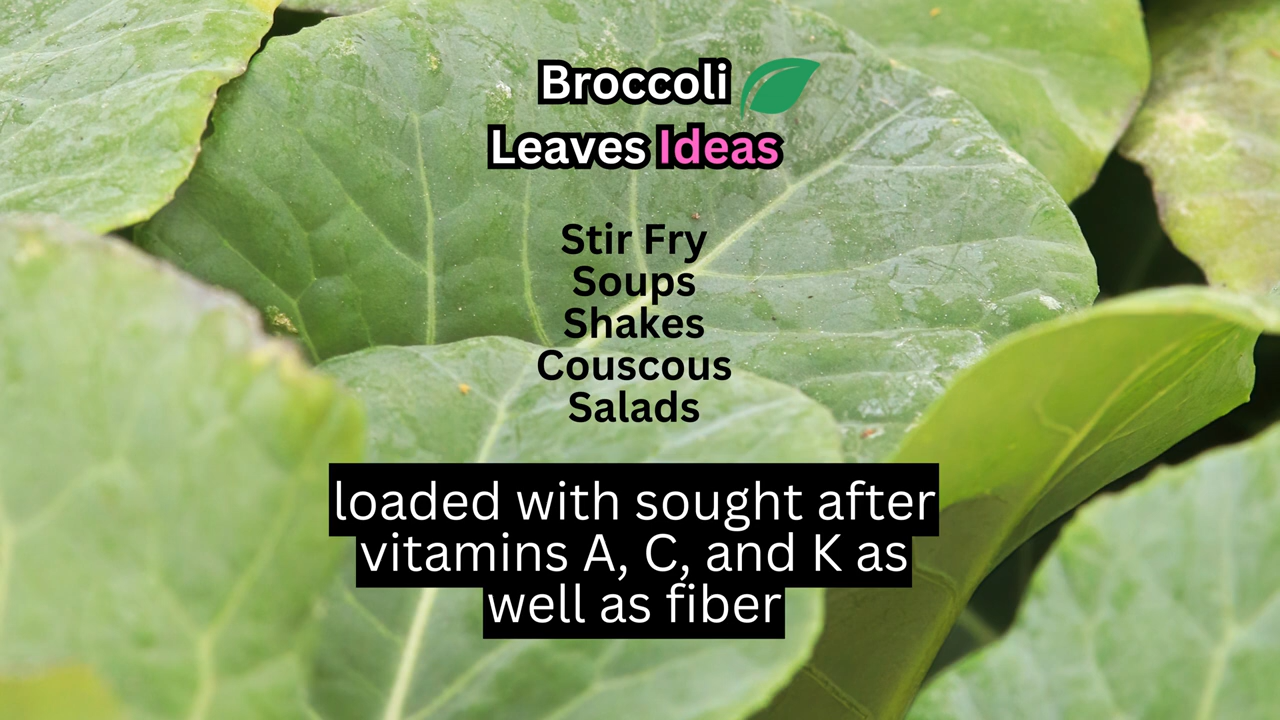 Broccoli
Leaves Ideas
Stir Fry
Soups
Shakes
Couscous
Salads
loaded with sought after
vitamins A, C, and K as
well as fiber